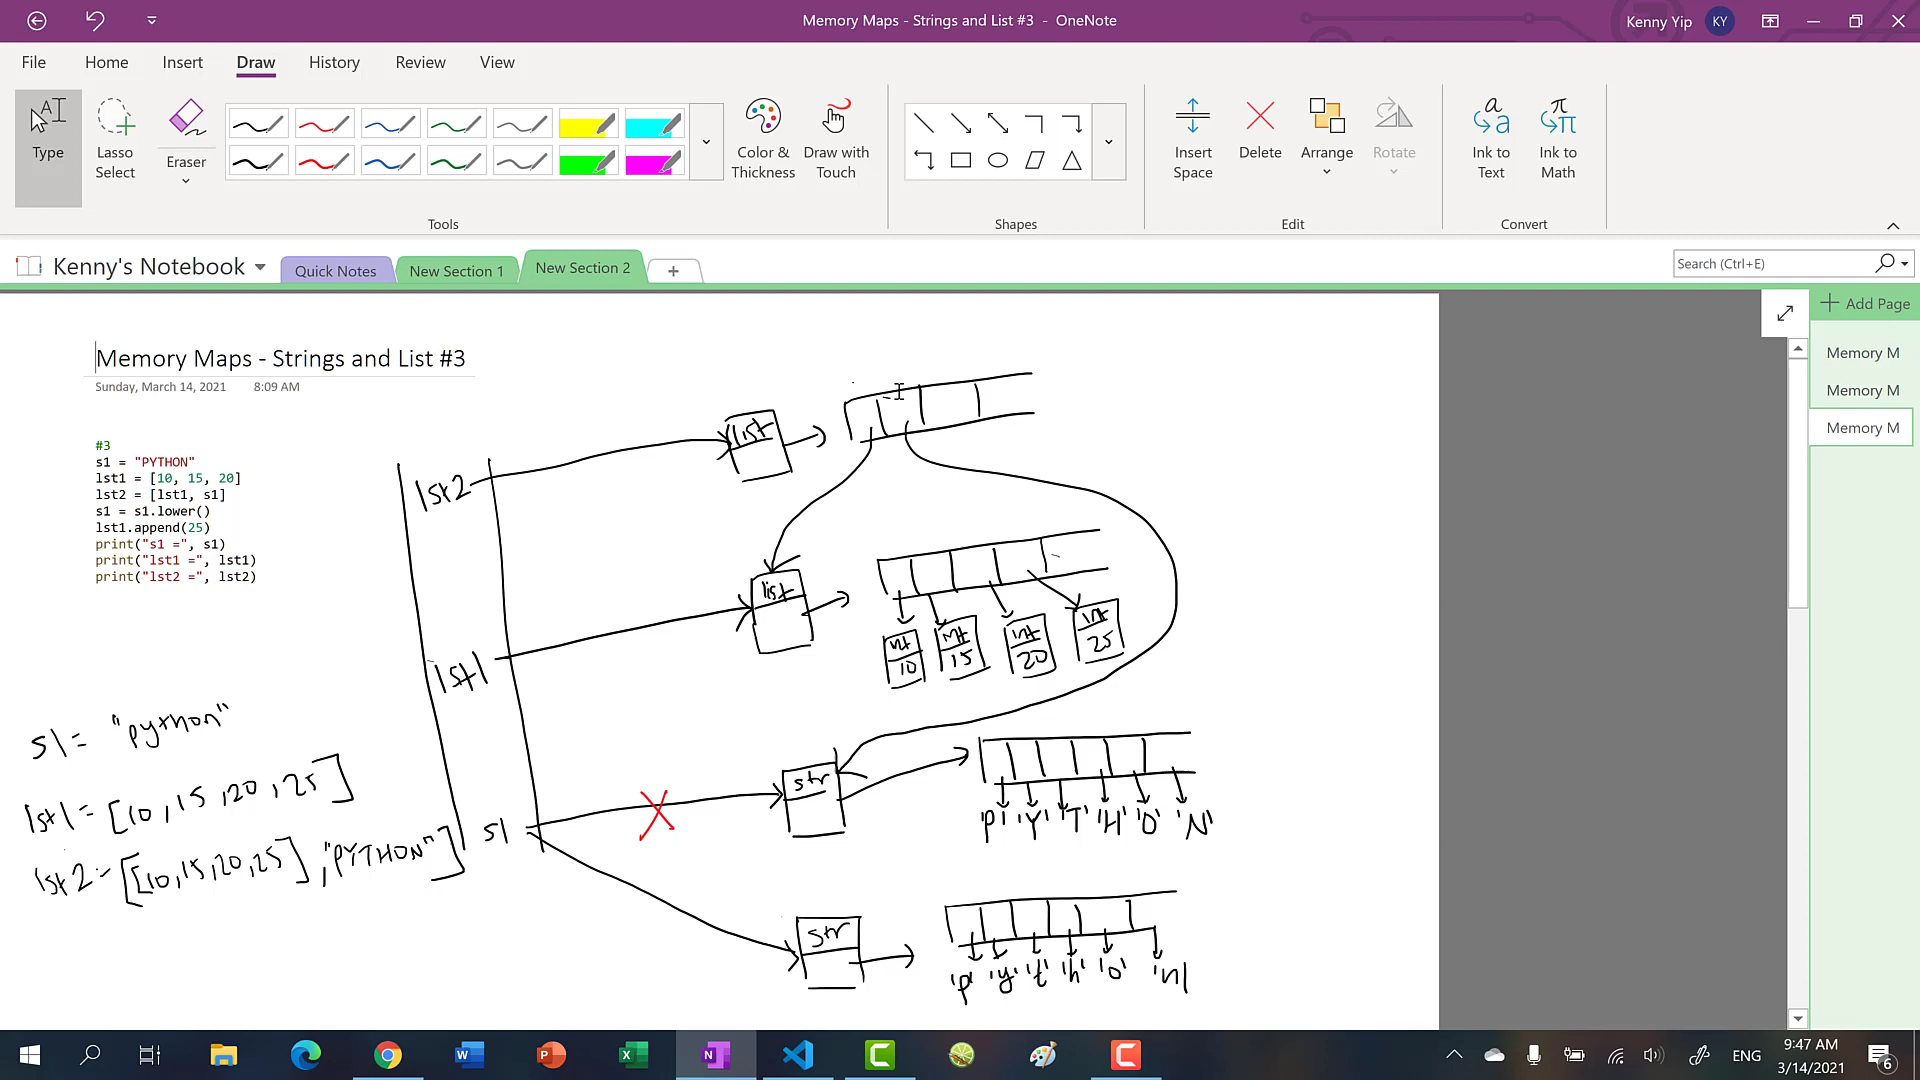 Memory Maps - Strings and List #3 - OneNote
Kenny Yip
KY
File
Home
Insert
Draw
History
Review
View
Type
Lasso Select
Eraser
Color & Thickness
Draw with Touch
Insert Space
Delete
Arrange
Rotate
Ink to Text
Ink to Math
Tools
Shapes
Edit
Convert
Kenny's Notebook
Quick Notes
New Section 1
New Section 2
Search (Ctrl+E)
Add Page
Memory M
Memory M
Memory M
Memory Maps - Strings and List #3
Sunday, March 14, 2021 8:09 AM
#3
s1 = "PYTHON"
lst1 = [10, 15, 20]
lst2 = [lst1, s1]
s1 = s1.lower()
lst1.append(25)
print("s1 =", s1)
print("lst1 =", lst1)
print("lst2 =", lst2)
s1 = "python"
lst1 = [10, 15, 20, 25]
lst2 = [[10, 15, 20, 25], "PYTHON"]
lst2
lst1
s1
list
list
int 10
int 15
int 20
int 25
str
'P' 'Y' 'T' 'H' 'O' 'N'
str
'p' 'y' 't' 'h' 'o' 'n'
ENG
9:47 AM
3/14/2021
6